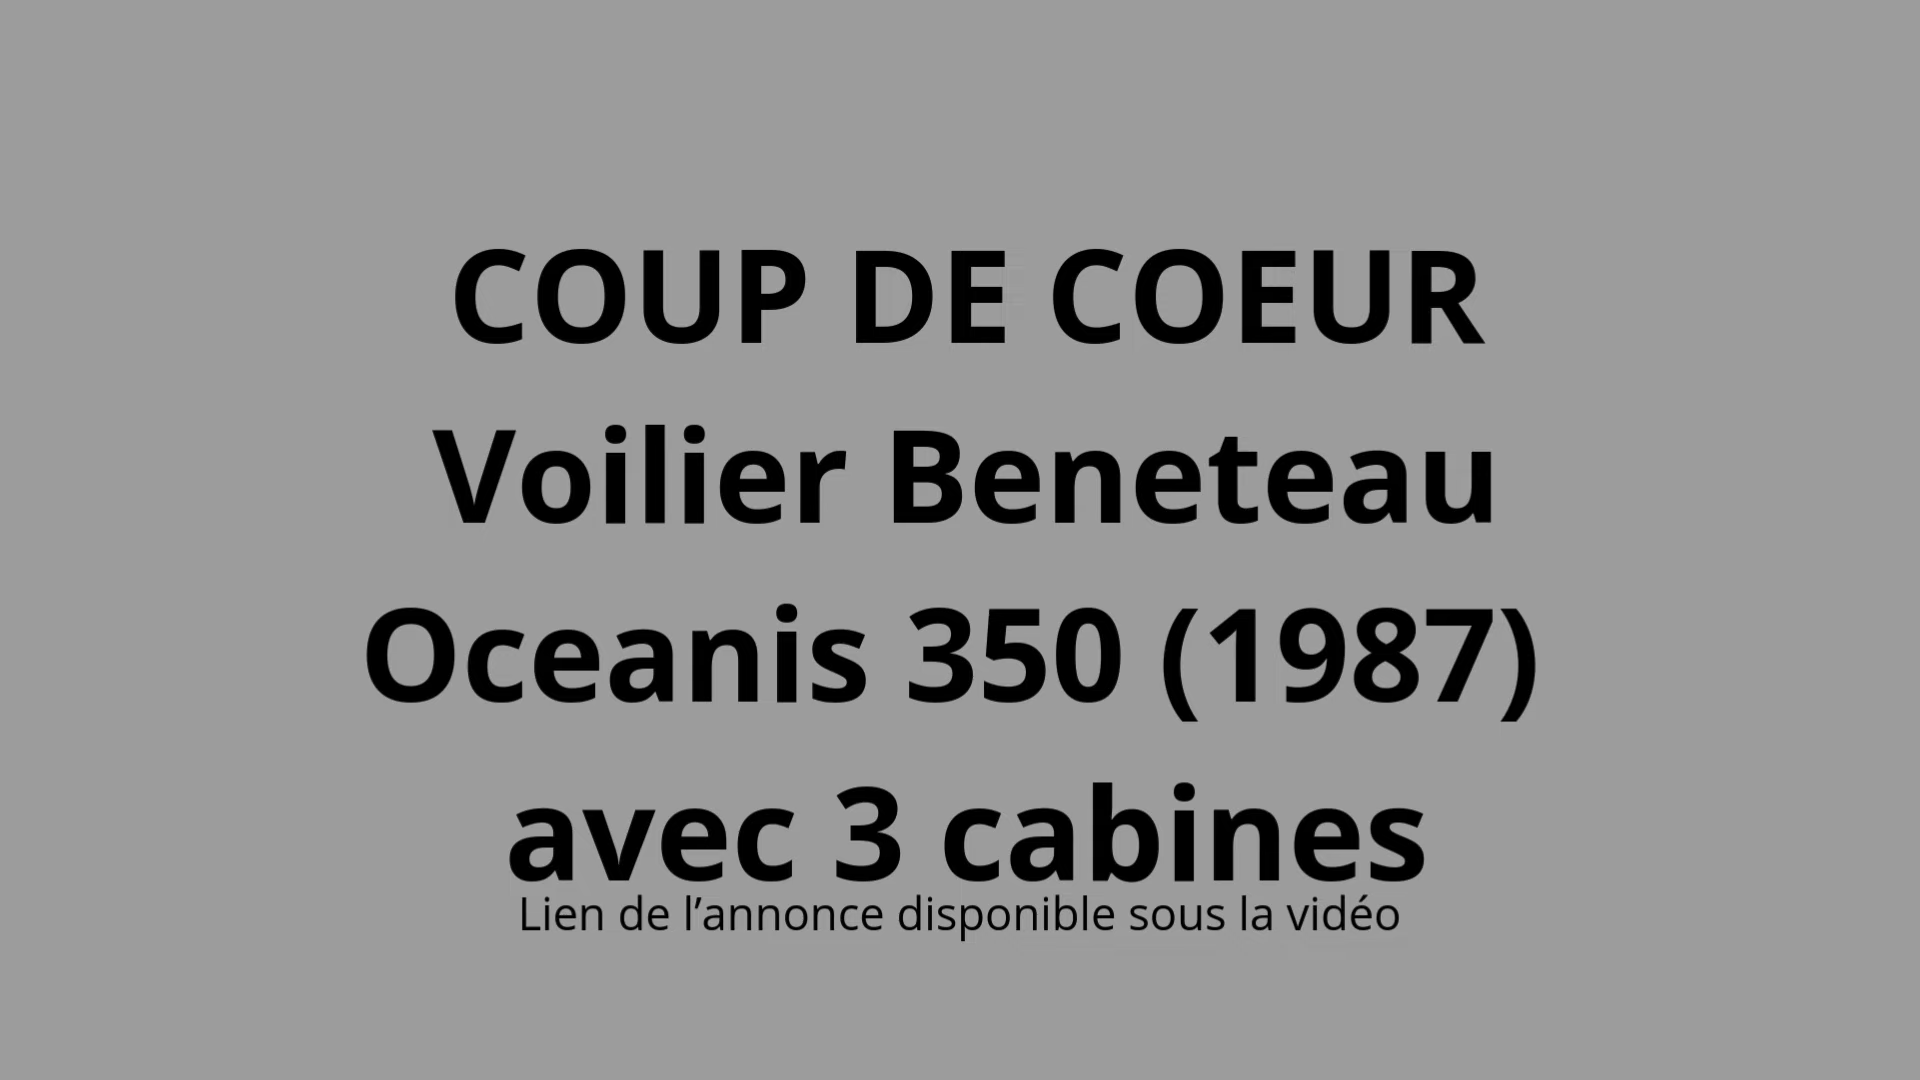 COUP DE COEUR
Voilier Beneteau
Oceanis 350 (1987)
avec 3 cabines
Lien de l’annonce disponible sous la vidéo